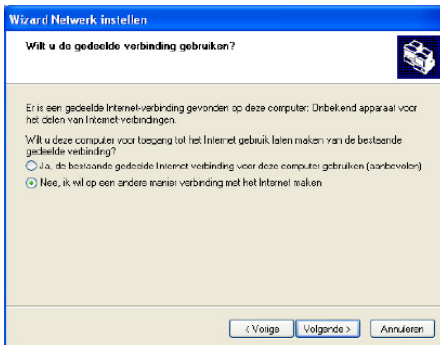 Wizard Netwerk instellen
Wilt u de gedeelde verbinding gebruiken?
Er is een gedeelde Internet-verbinding gevonden op deze computer: Onbekend apparaat voor
het delen van Internet-verbindingen.
Wilt u deze computer voor toegang tot het Internet gebruik laten maken van de bestaande
gedeelde verbinding?
Ja, de bestaande gedeelde Internet verbinding voor deze computer gebruiken (aanbevolen)
Nee, ik wil op een andere manier verbinding met het Internet maken
< Vorige
Volgende >
Annuleren